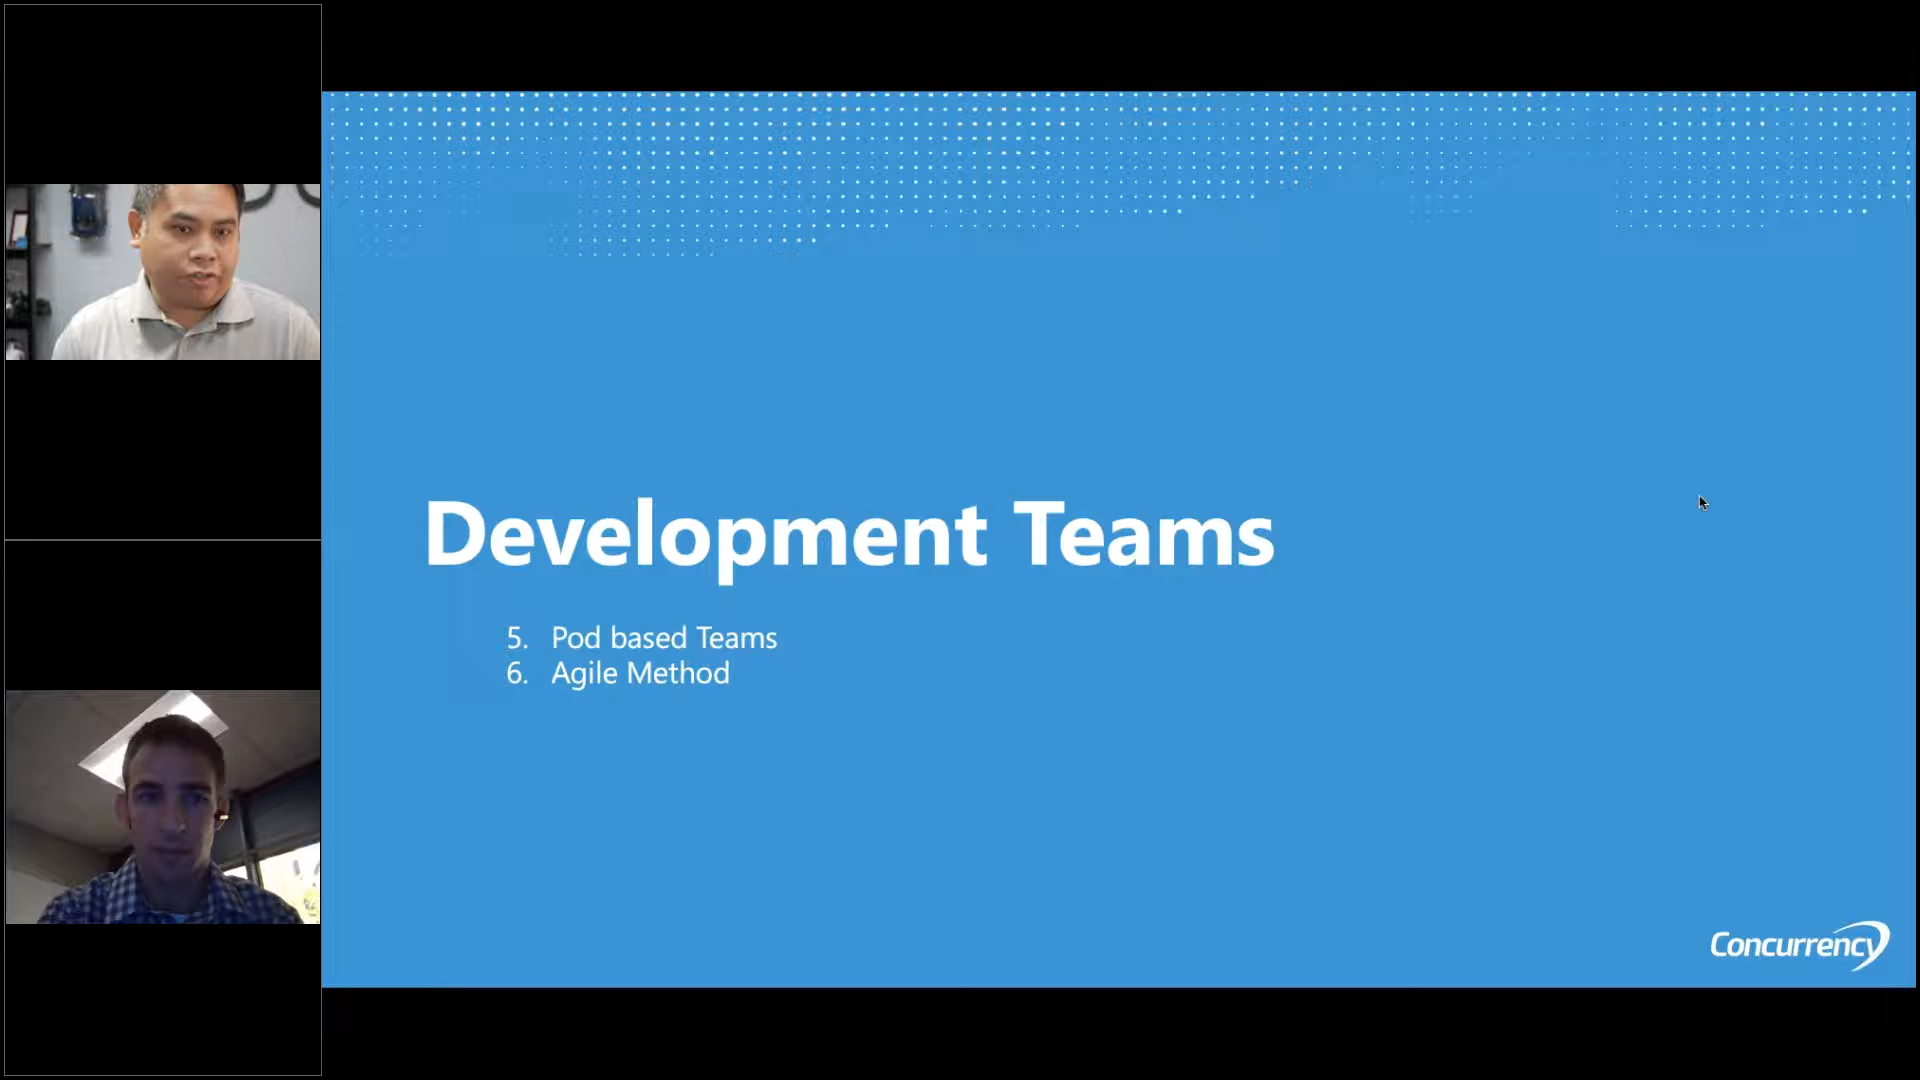 Development Teams
5. Pod based Teams
6. Agile Method
Concurrency